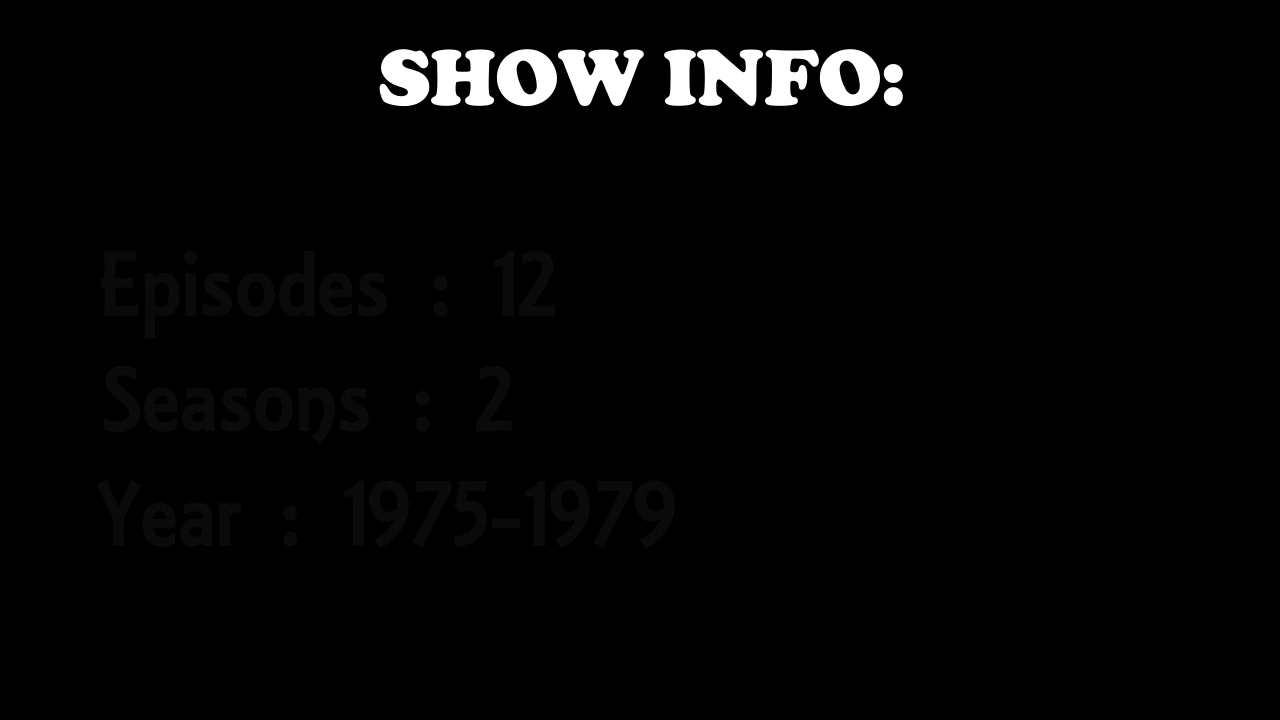 SHOW INFO:
Episodes : 12
Seasons : 2
Year : 1975-1979